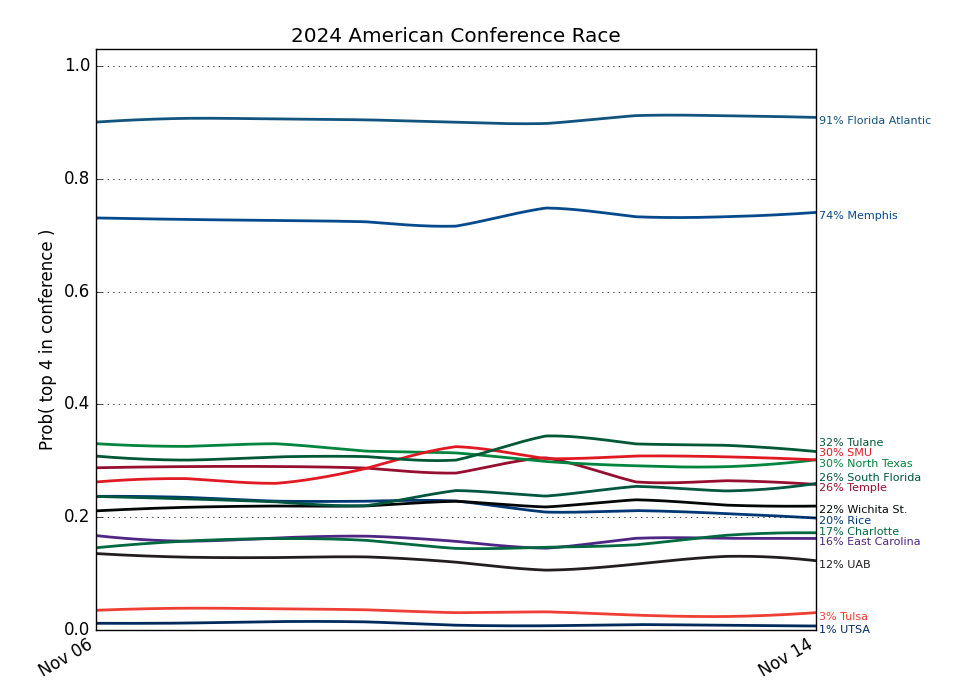 2024 American Conference Race
Prob( top 4 in conference )
1.0
0.8
0.6
0.4
0.2
0.0
Nov 06
Nov 14
91% Florida Atlantic
74% Memphis
32% Tulane
30% SMU
30% North Texas
26% South Florida
26% Temple
22% Wichita St.
20% Rice
17% Charlotte
16% East Carolina
12% UAB
3% Tulsa
1% UTSA